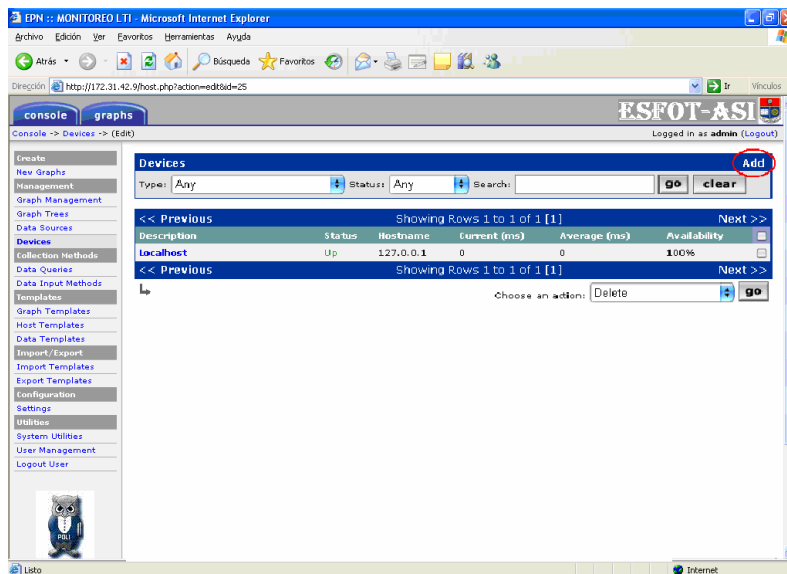 EPN :: MONITOREO LTI - Microsoft Internet Explorer
Archivo Edición Ver Favoritos Herramientas Ayuda
Atrás Búsqueda Favoritos
Dirección http://172.31.42.9/host.php?action=edit&id=25 Ir Vínculos
console graphs ESFOT-ASI
Console -> Devices -> (Edit) Logged in as admin (Logout)
Create
New Graphs
Management
Graph Management
Graph Trees
Data Sources
Devices
Collection Methods
Data Queries
Data Input Methods
Templates
Graph Templates
Host Templates
Data Templates
Import/Export
Import Templates
Export Templates
Configuration
Settings
Utilities
System Utilities
User Management
Logout User
POLI
Devices Add
Type: Any Status: Any Search: go clear
<< Previous Showing Rows 1 to 1 of 1 [1] Next >>
Description Status Hostname Current (ms) Average (ms) Availability
Localhost Up 127.0.0.1 0 0 100%
<< Previous Showing Rows 1 to 1 of 1 [1] Next >>
Choose an action: Delete go
Listo Internet